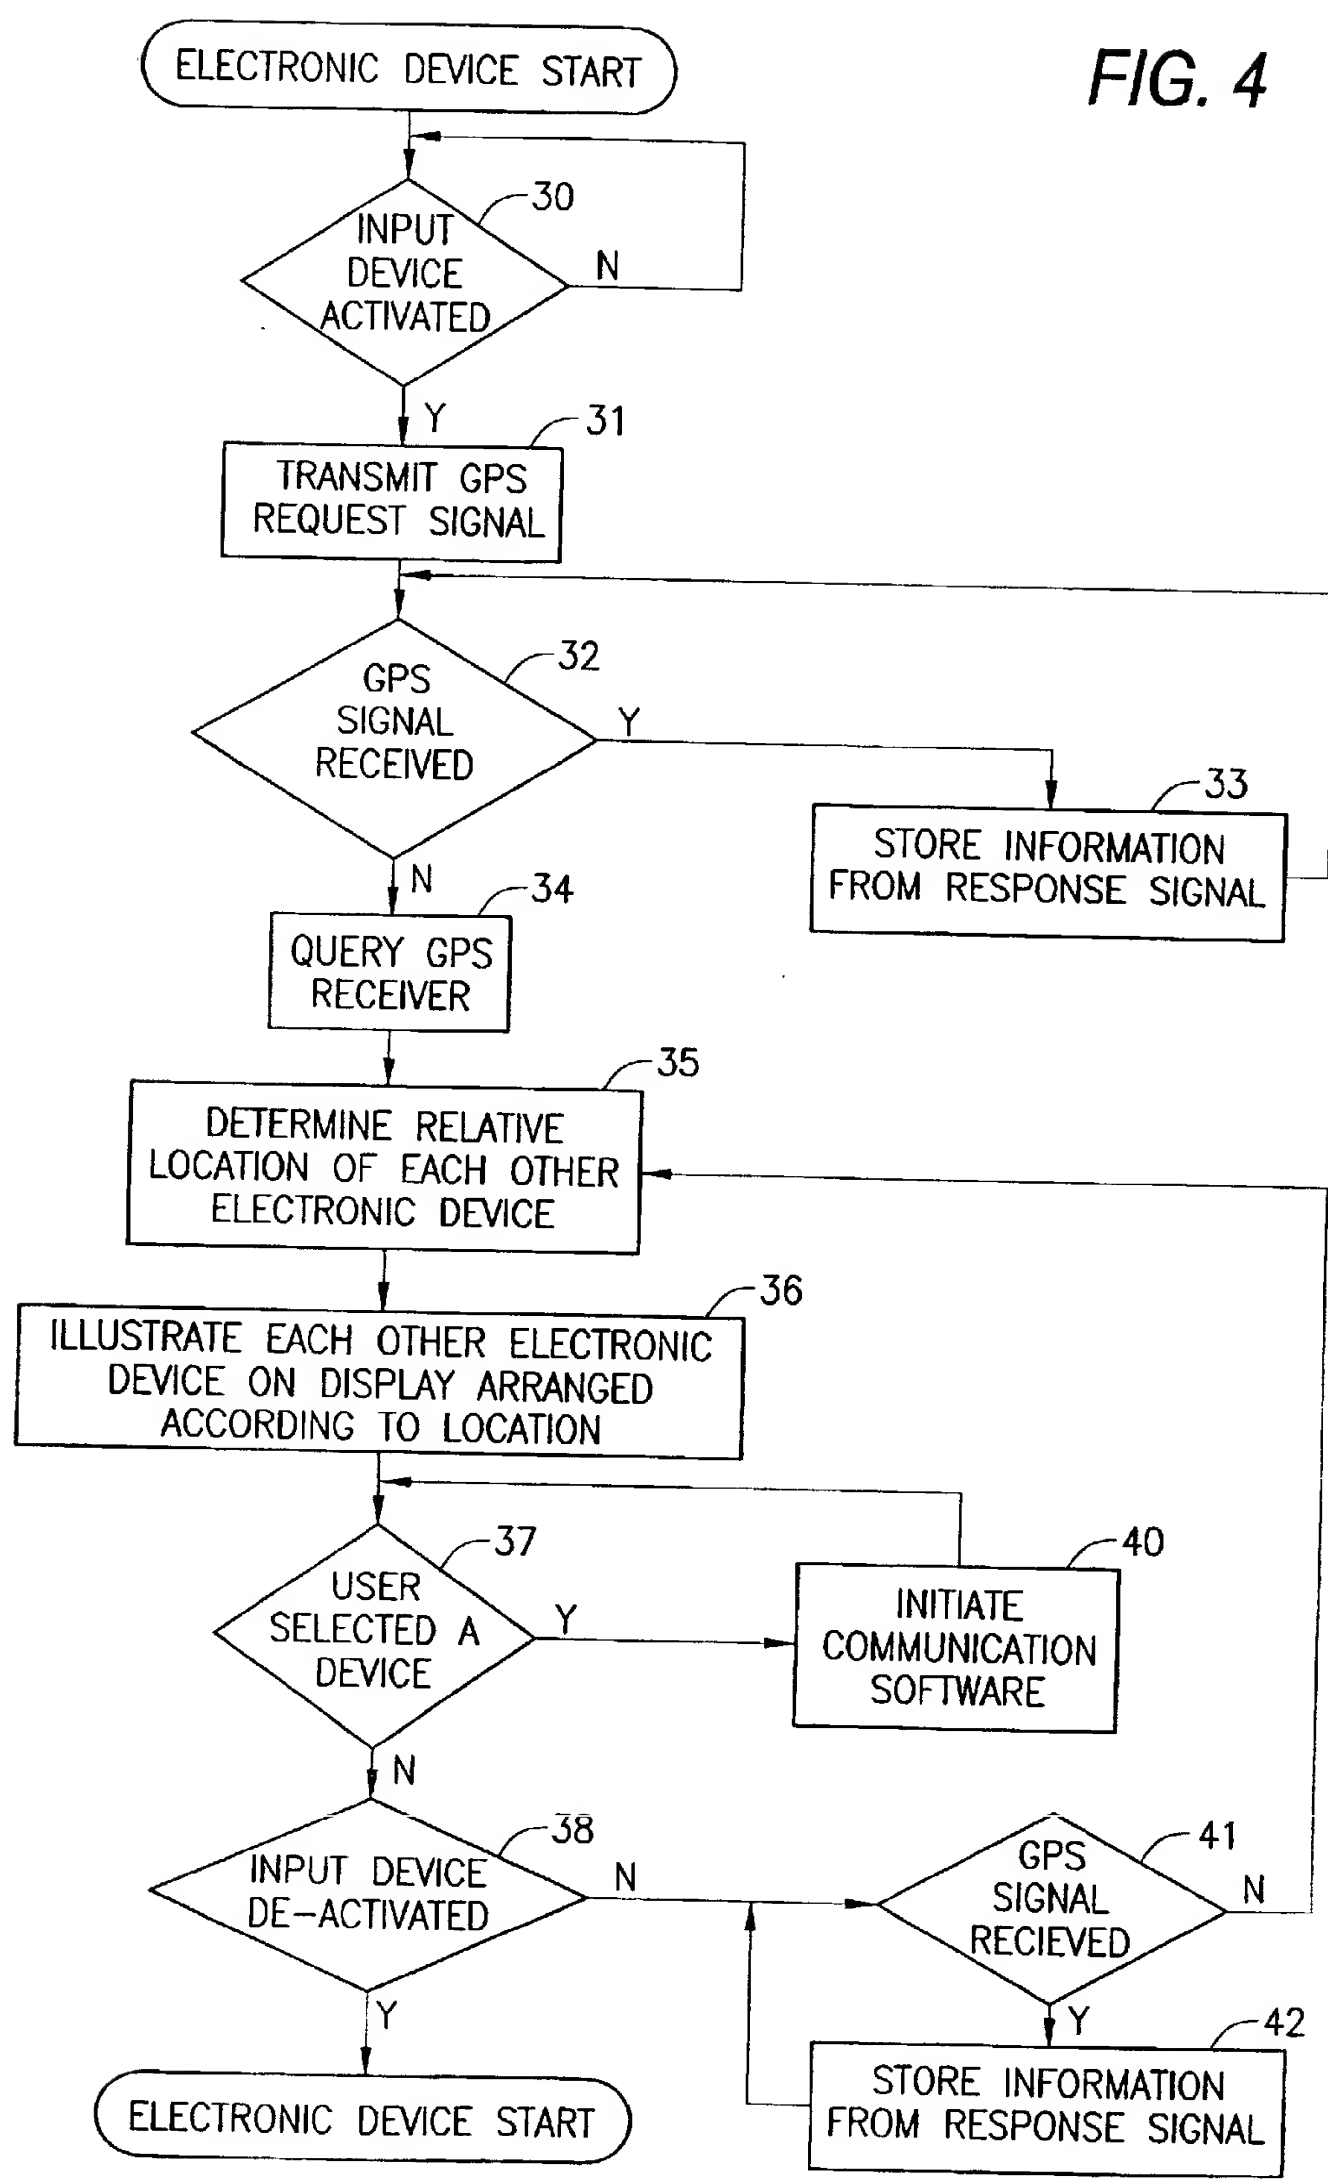 ELECTRONIC DEVICE START
FIG. 4
30
INPUT
DEVICE
ACTIVATED
N
Y
31
TRANSMIT GPS
REQUEST SIGNAL
32
GPS
SIGNAL
RECEIVED
Y
N
33
STORE INFORMATION
FROM RESPONSE SIGNAL
34
QUERY GPS
RECEIVER
35
DETERMINE RELATIVE
LOCATION OF EACH OTHER
ELECTRONIC DEVICE
36
ILLUSTRATE EACH OTHER ELECTRONIC
DEVICE ON DISPLAY ARRANGED
ACCORDING TO LOCATION
37
USER
SELECTED A
DEVICE
Y
N
40
INITIATE
COMMUNICATION
SOFTWARE
38
INPUT DEVICE
DE-ACTIVATED
N
Y
41
GPS
SIGNAL
RECIEVED
N
Y
42
STORE INFORMATION
FROM RESPONSE SIGNAL
ELECTRONIC DEVICE START